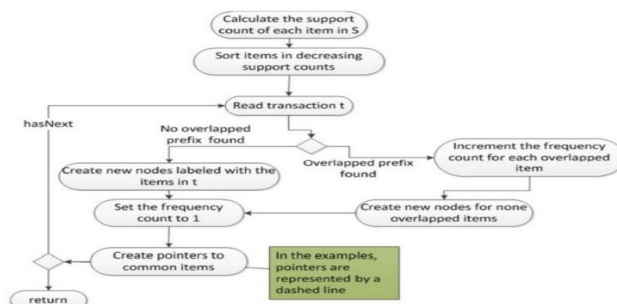 Calculate the support
count of each item in S
Sort items in decreasing
support counts
Read transaction t
hasNext
No overlapped
prefix found
Overlapped prefix
found
Increment the frequency
count for each overlapped
item
Create new nodes labeled with the
items in t
Create new nodes for none
overlapped items
Set the frequency
count to 1
Create pointers to
common items
In the examples,
pointers are
represented by a
dashed line
return